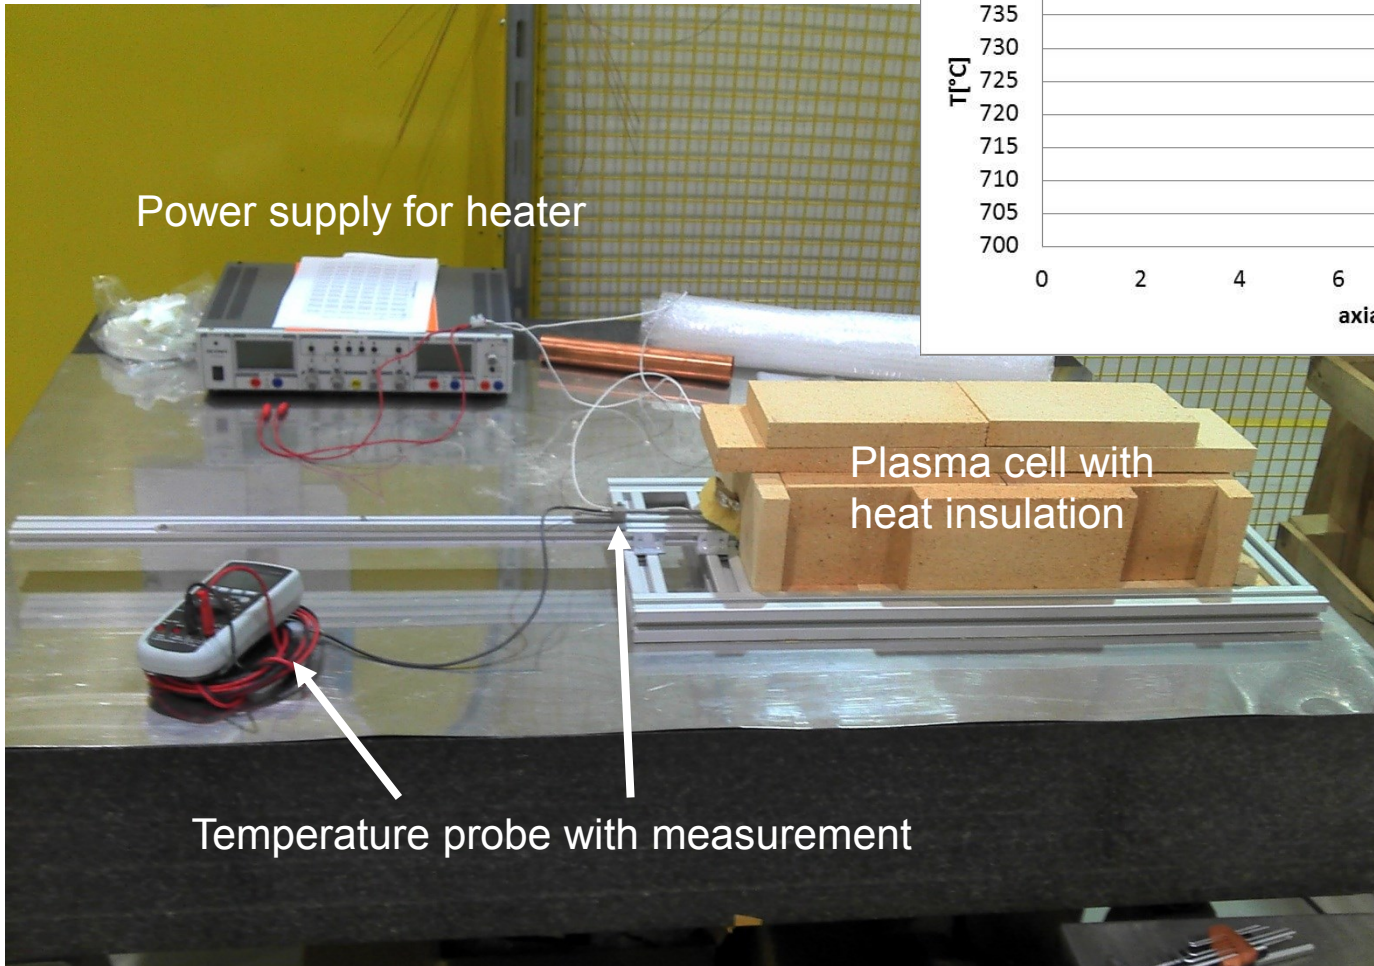 735
730
725
720
715
710
705
700
T[°C]
0 2 4 6
axia
Power supply for heater
Plasma cell with
heat insulation
Temperature probe with measurement